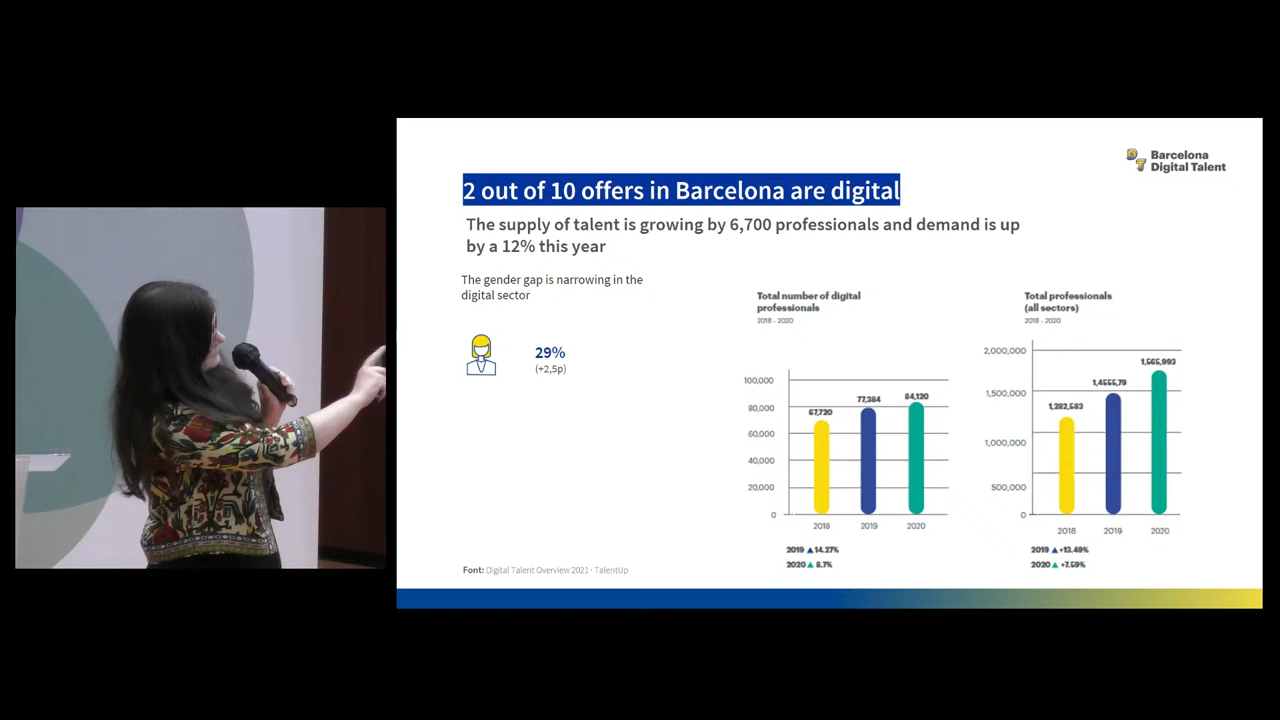 Barcelona
Digital Talent
2 out of 10 offers in Barcelona are digital
The supply of talent is growing by 6,700 professionals and demand is up
by a 12% this year
The gender gap is narrowing in the
digital sector
29%
(+2,5p)
Total number of digital
professionals
2018 - 2020
100,000
80,000
60,000
40,000
20,000
0
67,720
77,384
84,120
2018
2019
2020
2019 ▲ 14.27%
2020 ▲ 8.7%
Total professionals
(all sectors)
2018 - 2020
2,000,000
1,500,000
1,000,000
500,000
0
1,282,583
1,4555,79
1,565,993
2018
2019
2020
2019 ▲ +13.49%
2020 ▲ +7.59%
Font: Digital Talent Overview 2021 · TalentUp